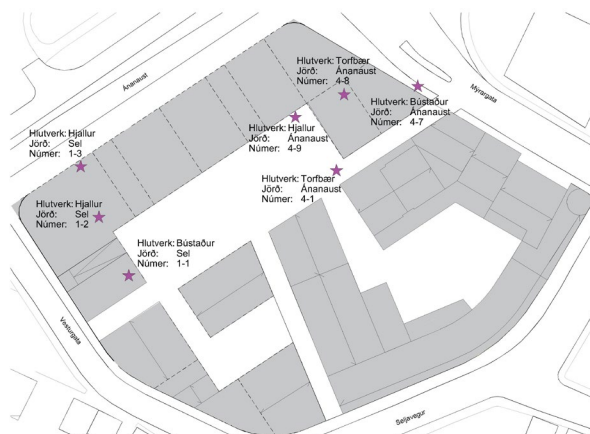 Hlutverk: Torfbær
Jörð: Ánanaust
Númer: 4-8
Ánanaust
Mýrargata
Hlutverk: Bústaður
Jörð: Ánanaust
Númer: 4-7
Hlutverk: Hjallur
Jörð: Ánanaust
Númer: 4-9
Hlutverk: Hjallur
Jörð: Sel
Númer: 1-3
Hlutverk: Torfbær
Jörð: Ánanaust
Númer: 4-1
Hlutverk: Hjallur
Jörð: Sel
Númer: 1-2
Hlutverk: Bústaður
Jörð: Sel
Númer: 1-1
Vesturgata
Seljavegur